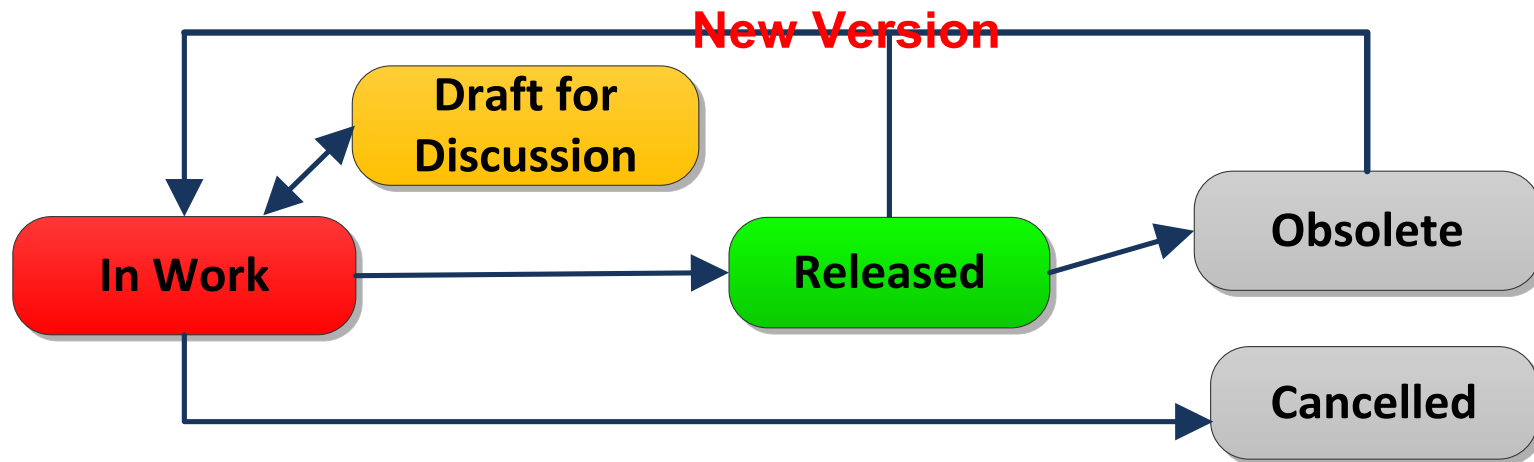 New Version
Draft for
Discussion
In Work
Released
Obsolete
Cancelled